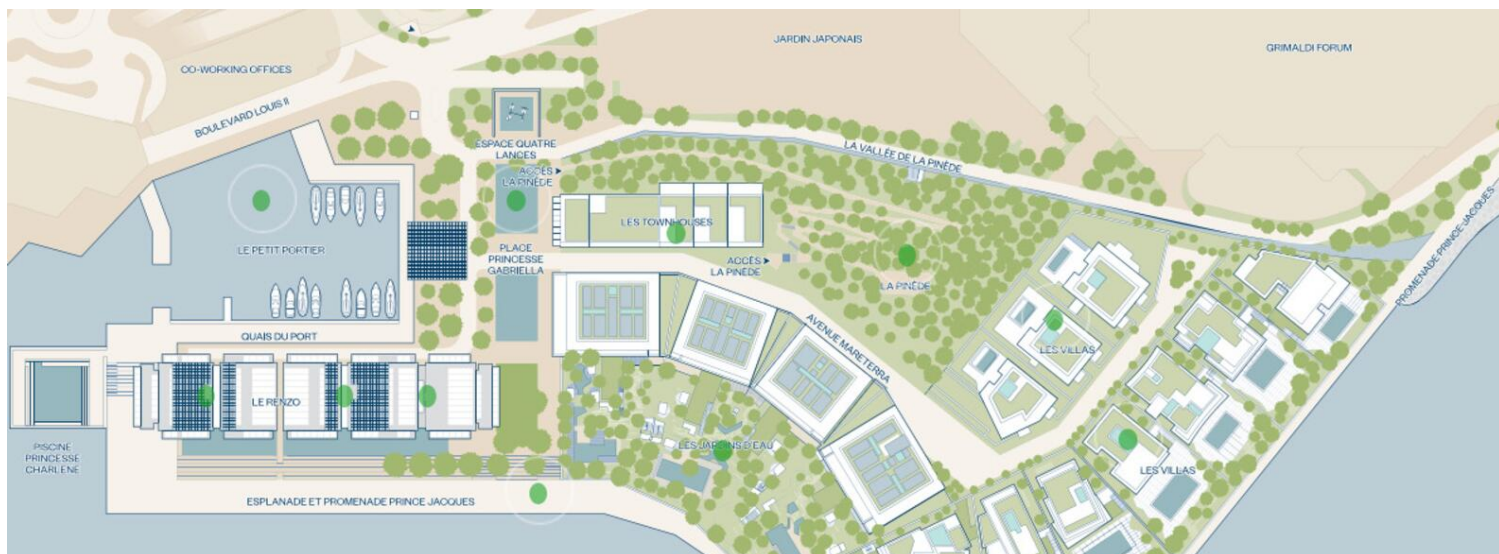 JARDIN JAPONAIS
GRIMALDI FORUM
CO-WORKING OFFICES
BOULEVARD LOUIS II
ESPACE QUATRE
LANCES
LA VALLÉE DE LA PINÈDE
ACCÈS
LA PINÈDE
PROMENADE PRINCE JACQUES
LES TOWNHOUSES
LE PETIT PORTIER
PLACE
PRINCESSE
GABRIELLA
ACCÈS
LA PINÈDE
LA PINÈDE
AVENUE MARETERRA
QUAIS DU PORT
LES VILLAS
LE RENZO
PISCINE
PRINCESSE
CHARLÈNE
LES JARDINS D'EAU
LES VILLAS
ESPLANADE ET PROMENADE PRINCE JACQUES